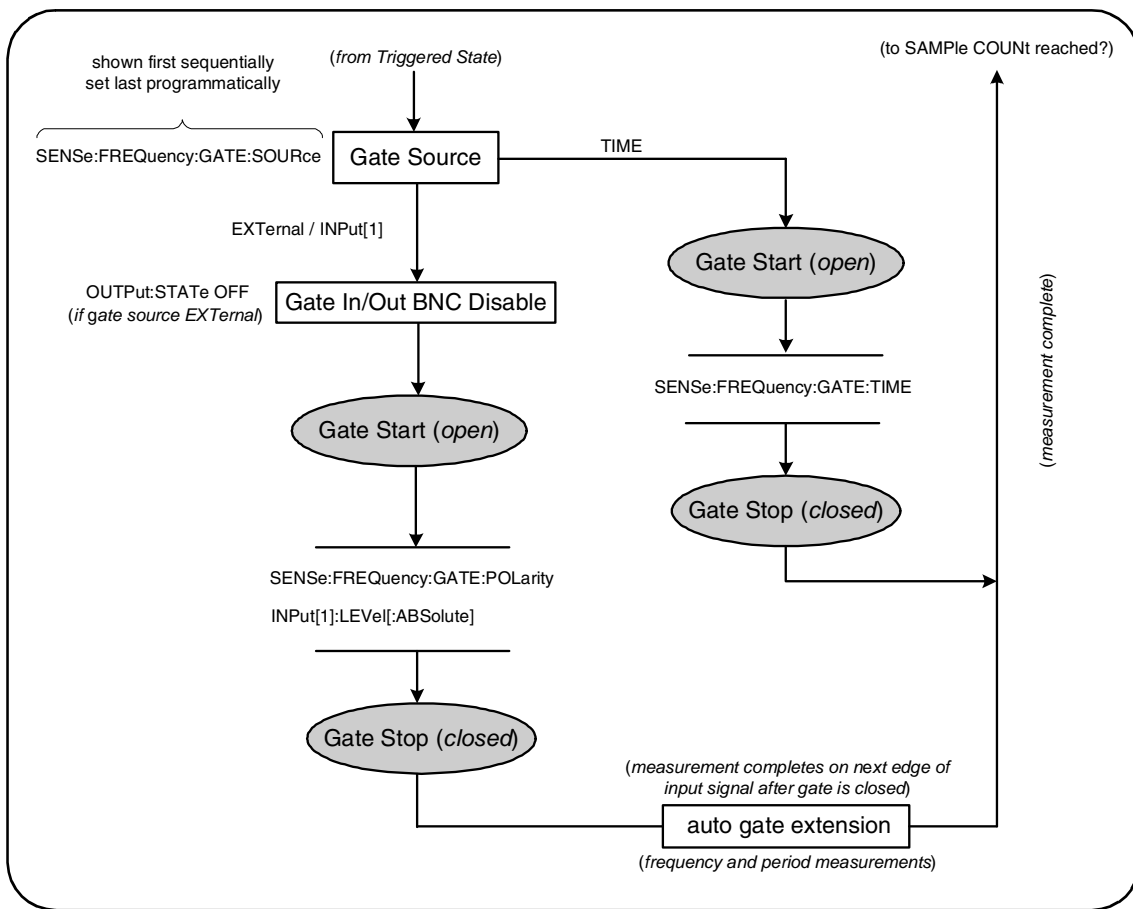 shown first sequentially
set last programmatically
(from Triggered State)
(to SAMPle COUNt reached?)
SENSe:FREQuency:GATE:SOURce
Gate Source
TIME
EXTernal / INPut[1]
Gate Start (open)
OUTPut:STATe OFF
(if gate source EXTernal)
Gate In/Out BNC Disable
SENSe:FREQuency:GATE:TIME
(measurement complete)
Gate Start (open)
Gate Stop (closed)
SENSe:FREQuency:GATE:POLarity
INPut[1]:LEVel[:ABSolute]
Gate Stop (closed)
(measurement completes on next edge of
input signal after gate is closed)
auto gate extension
(frequency and period measurements)